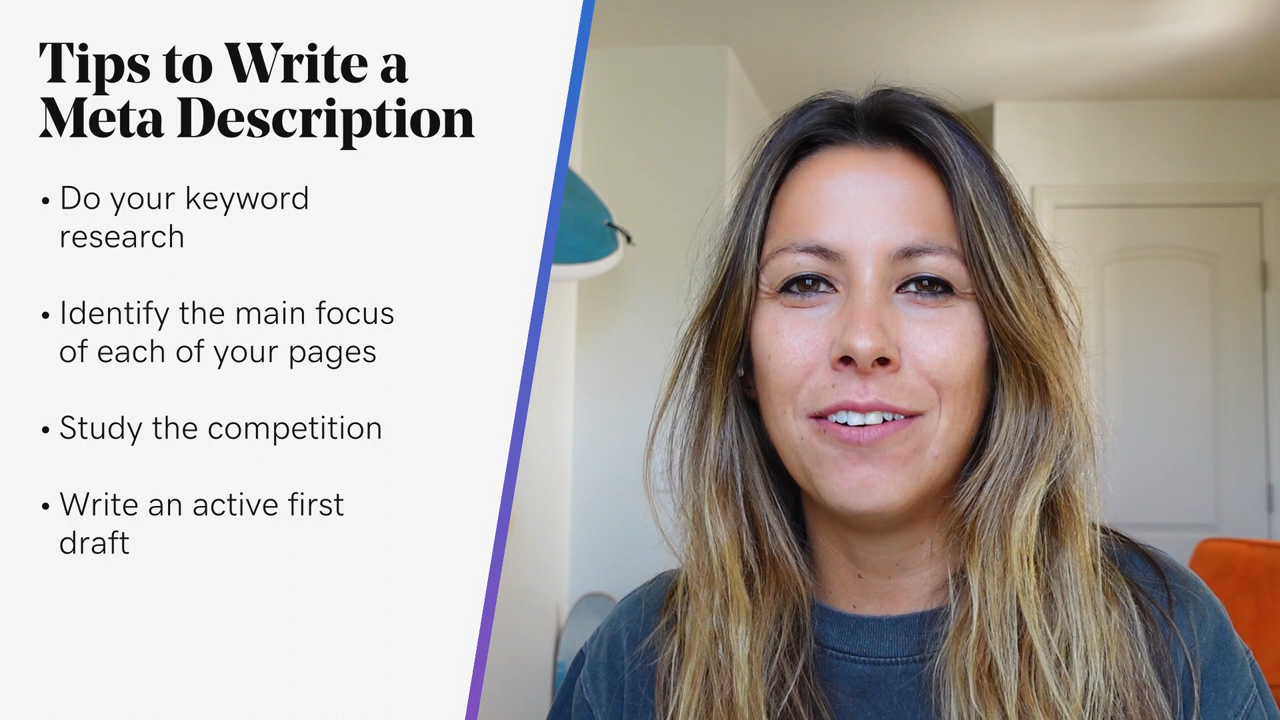 Tips to Write a
Meta Description
• Do your keyword
research
• Identify the main focus
of each of your pages
• Study the competition
• Write an active first
draft